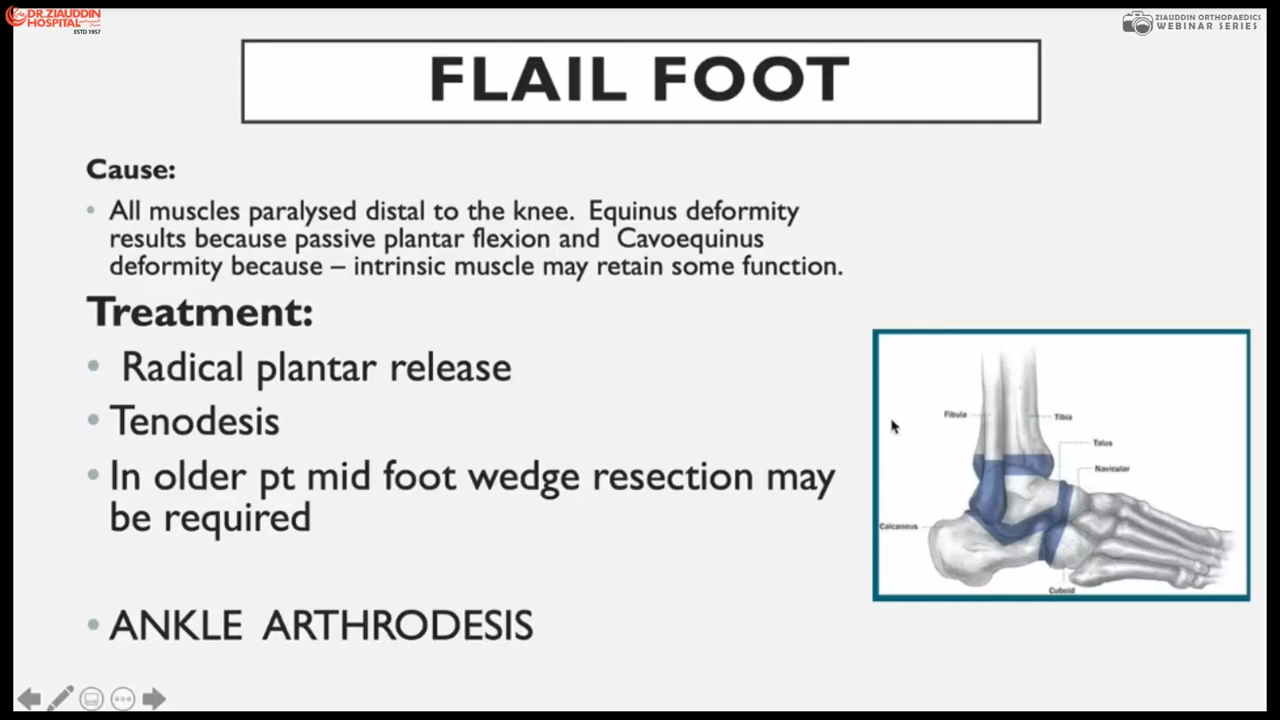 DR.ZIAUDDIN
HOSPITAL
ESTD 1957
ZIAUDDIN ORTHOPAEDICS
WEBINAR SERIES
FLAIL FOOT
Cause:
• All muscles paralysed distal to the knee. Equinus deformity
results because passive plantar flexion and Cavoequinus
deformity because – intrinsic muscle may retain some function.
Treatment:
• Radical plantar release
• Tenodesis
• In older pt mid foot wedge resection may
be required
• ANKLE ARTHRODESIS
Fibula
Tibia
Talus
Navicular
Calcaneus
Cuboid